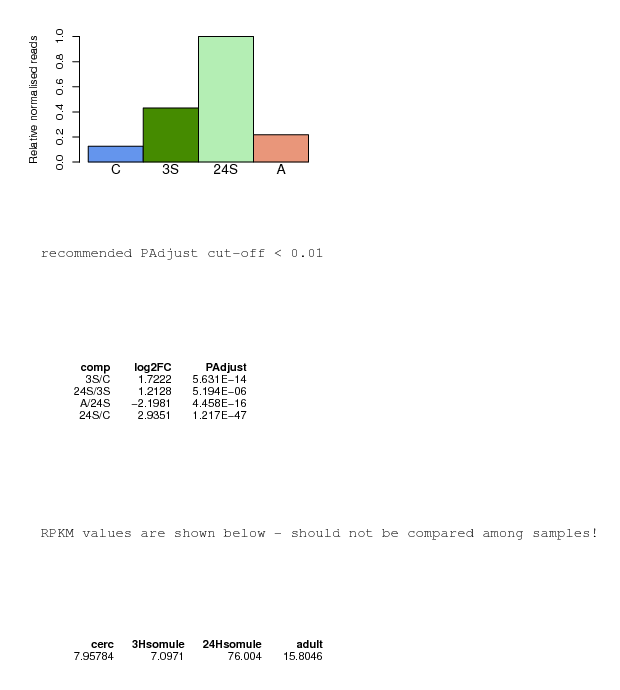 Relative normalised reads
1.0
0.8
0.6
0.4
0.2
0.0
C 3S 24S A
recommended PAdjust cut-off < 0.01
comp log2FC PAdjust
3S/C 1.7222 5.631E−14
24S/3S 1.2128 5.194E−06
A/24S −2.1981 4.458E−16
24S/C 2.9351 1.217E−47
RPKM values are shown below - should not be compared among samples!
cerc 3Hsomule 24Hsomule adult
7.95784 7.0971 76.004 15.8046